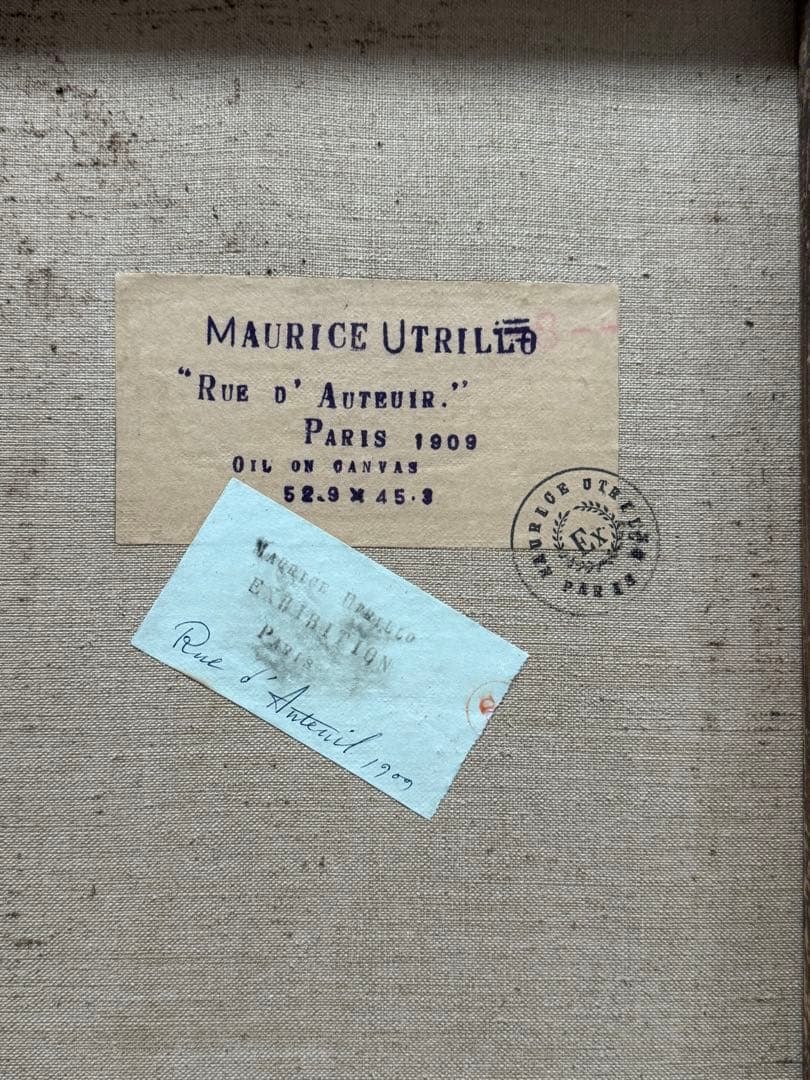 MAURICE UTRILLO
"RUE D' AUTEUIR."
PARIS 1909
OIL ON CANVAS
52.9 X 45.3
MAURICE UTRILLO
PARIS
Ex
MAURICE UTRILLO
EXHIBITION
PARIS
Rue d'Auteuil 1909